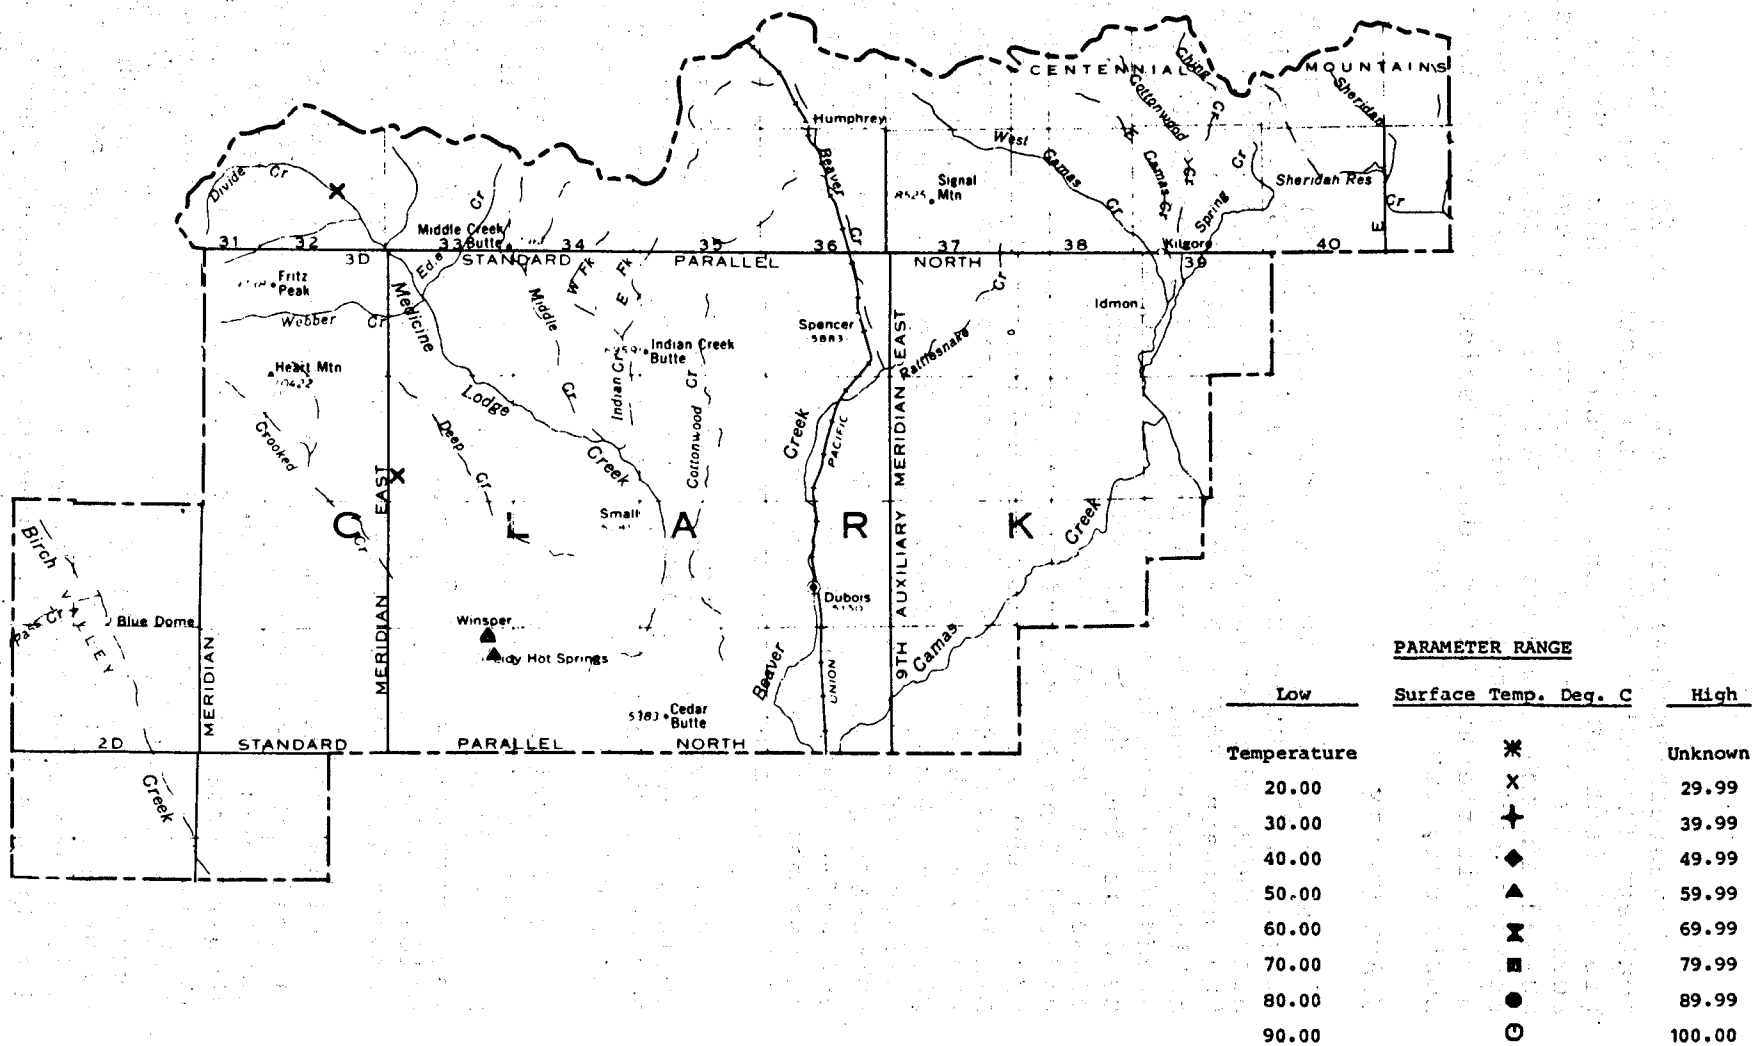 CENTENNIAL MOUNTAINS
Ching Cr
Cottonwood Cr
Sheridan
Humphrey
Beaver Cr
West Camas Cr
E Camas Cr
Cr
Sheridan Res
Cr
Divide Cr
Signal Mtn
Spring
Middle Creek Butte
Kilgore
31 32 33 34 35 36 37 38 39 40
E
3D STANDARD PARALLEL NORTH
Fritz Peak
Webber Cr
Medicine Lodge Creek
Middle Cr
W Fk
E Fk
Indian Cr
Idmon
Spencer
5883
Indian Creek Butte
Rattlesnake Cr
Heart Mtn
10422
Crooked Cr
Deep Cr
Cottonwood Cr
Creek
PACIFIC
Small
C L A R K
MERIDIAN EAST
9TH AUXILIARY MERIDIAN EAST
Creek
Camas
Birch
VALLEY
Pass Cr
Blue Dome
Dubois
Winsper
Hot Springs
MERIDIAN
Beaver
UNION
Cedar Butte
2D STANDARD PARALLEL NORTH
Creek
PARAMETER RANGE
Low Surface Temp. Deg. C High
Temperature Unknown
20.00 X 29.99
30.00 39.99
40.00 49.99
50.00 59.99
60.00 69.99
70.00 79.99
80.00 89.99
90.00 100.00